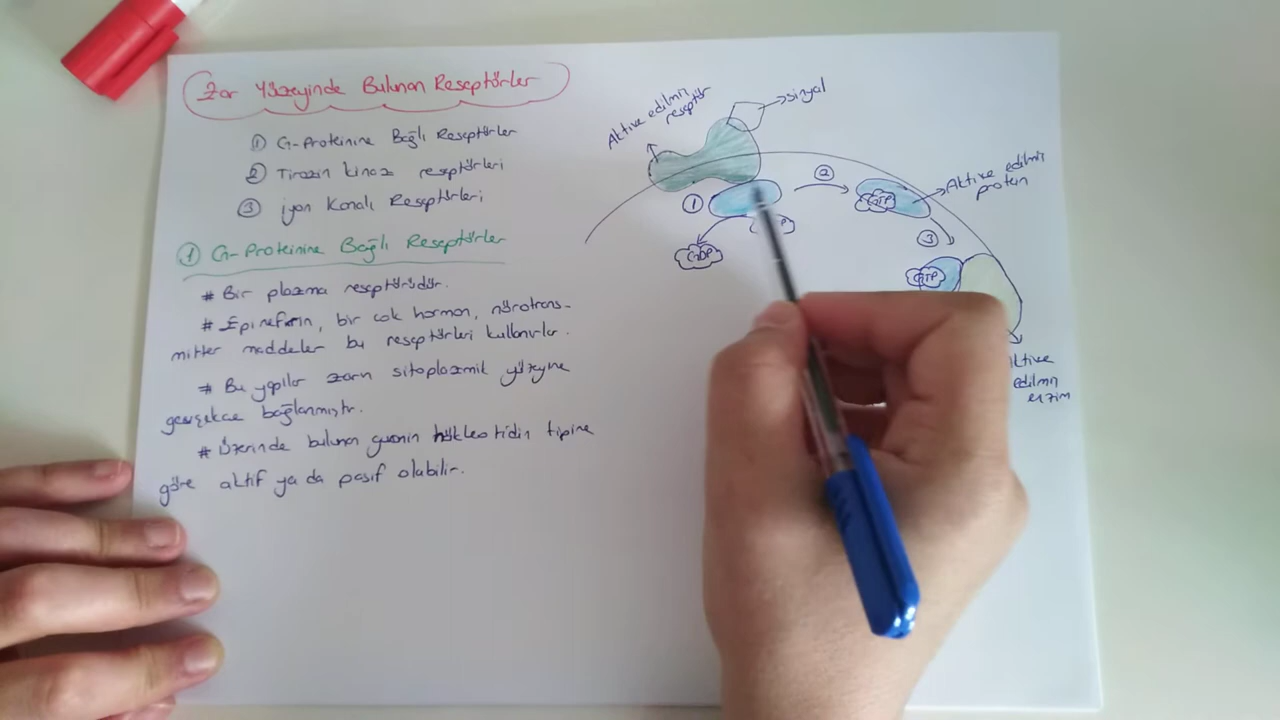 Zar Yüzeyinde Bulunan Reseptörler
① G-Proteinine Bağlı Reseptörler
② Tirozin kinaz reseptörleri
③ iyon Kanalı Reseptörleri
① G-Proteinine Bağlı Reseptörler
# Bir plazma reseptörüdür.
# Epinefrin, bir çok hormon, nörotrans-
mitter maddeler bu reseptörleri kullanırlar.
# Bu yapılar zarın sitoplazmik yüzeyine
gevşekçe bağlanmıştır.
# Üzerinde bulunan guanin nükleotidin tipine
göre aktif ya da pasif olabilir.
Aktive edilmiş
reseptör
sinyal
①
GDP
②
GTP
Aktive edilmiş
protein
③
GTP
edilmiş
enzim